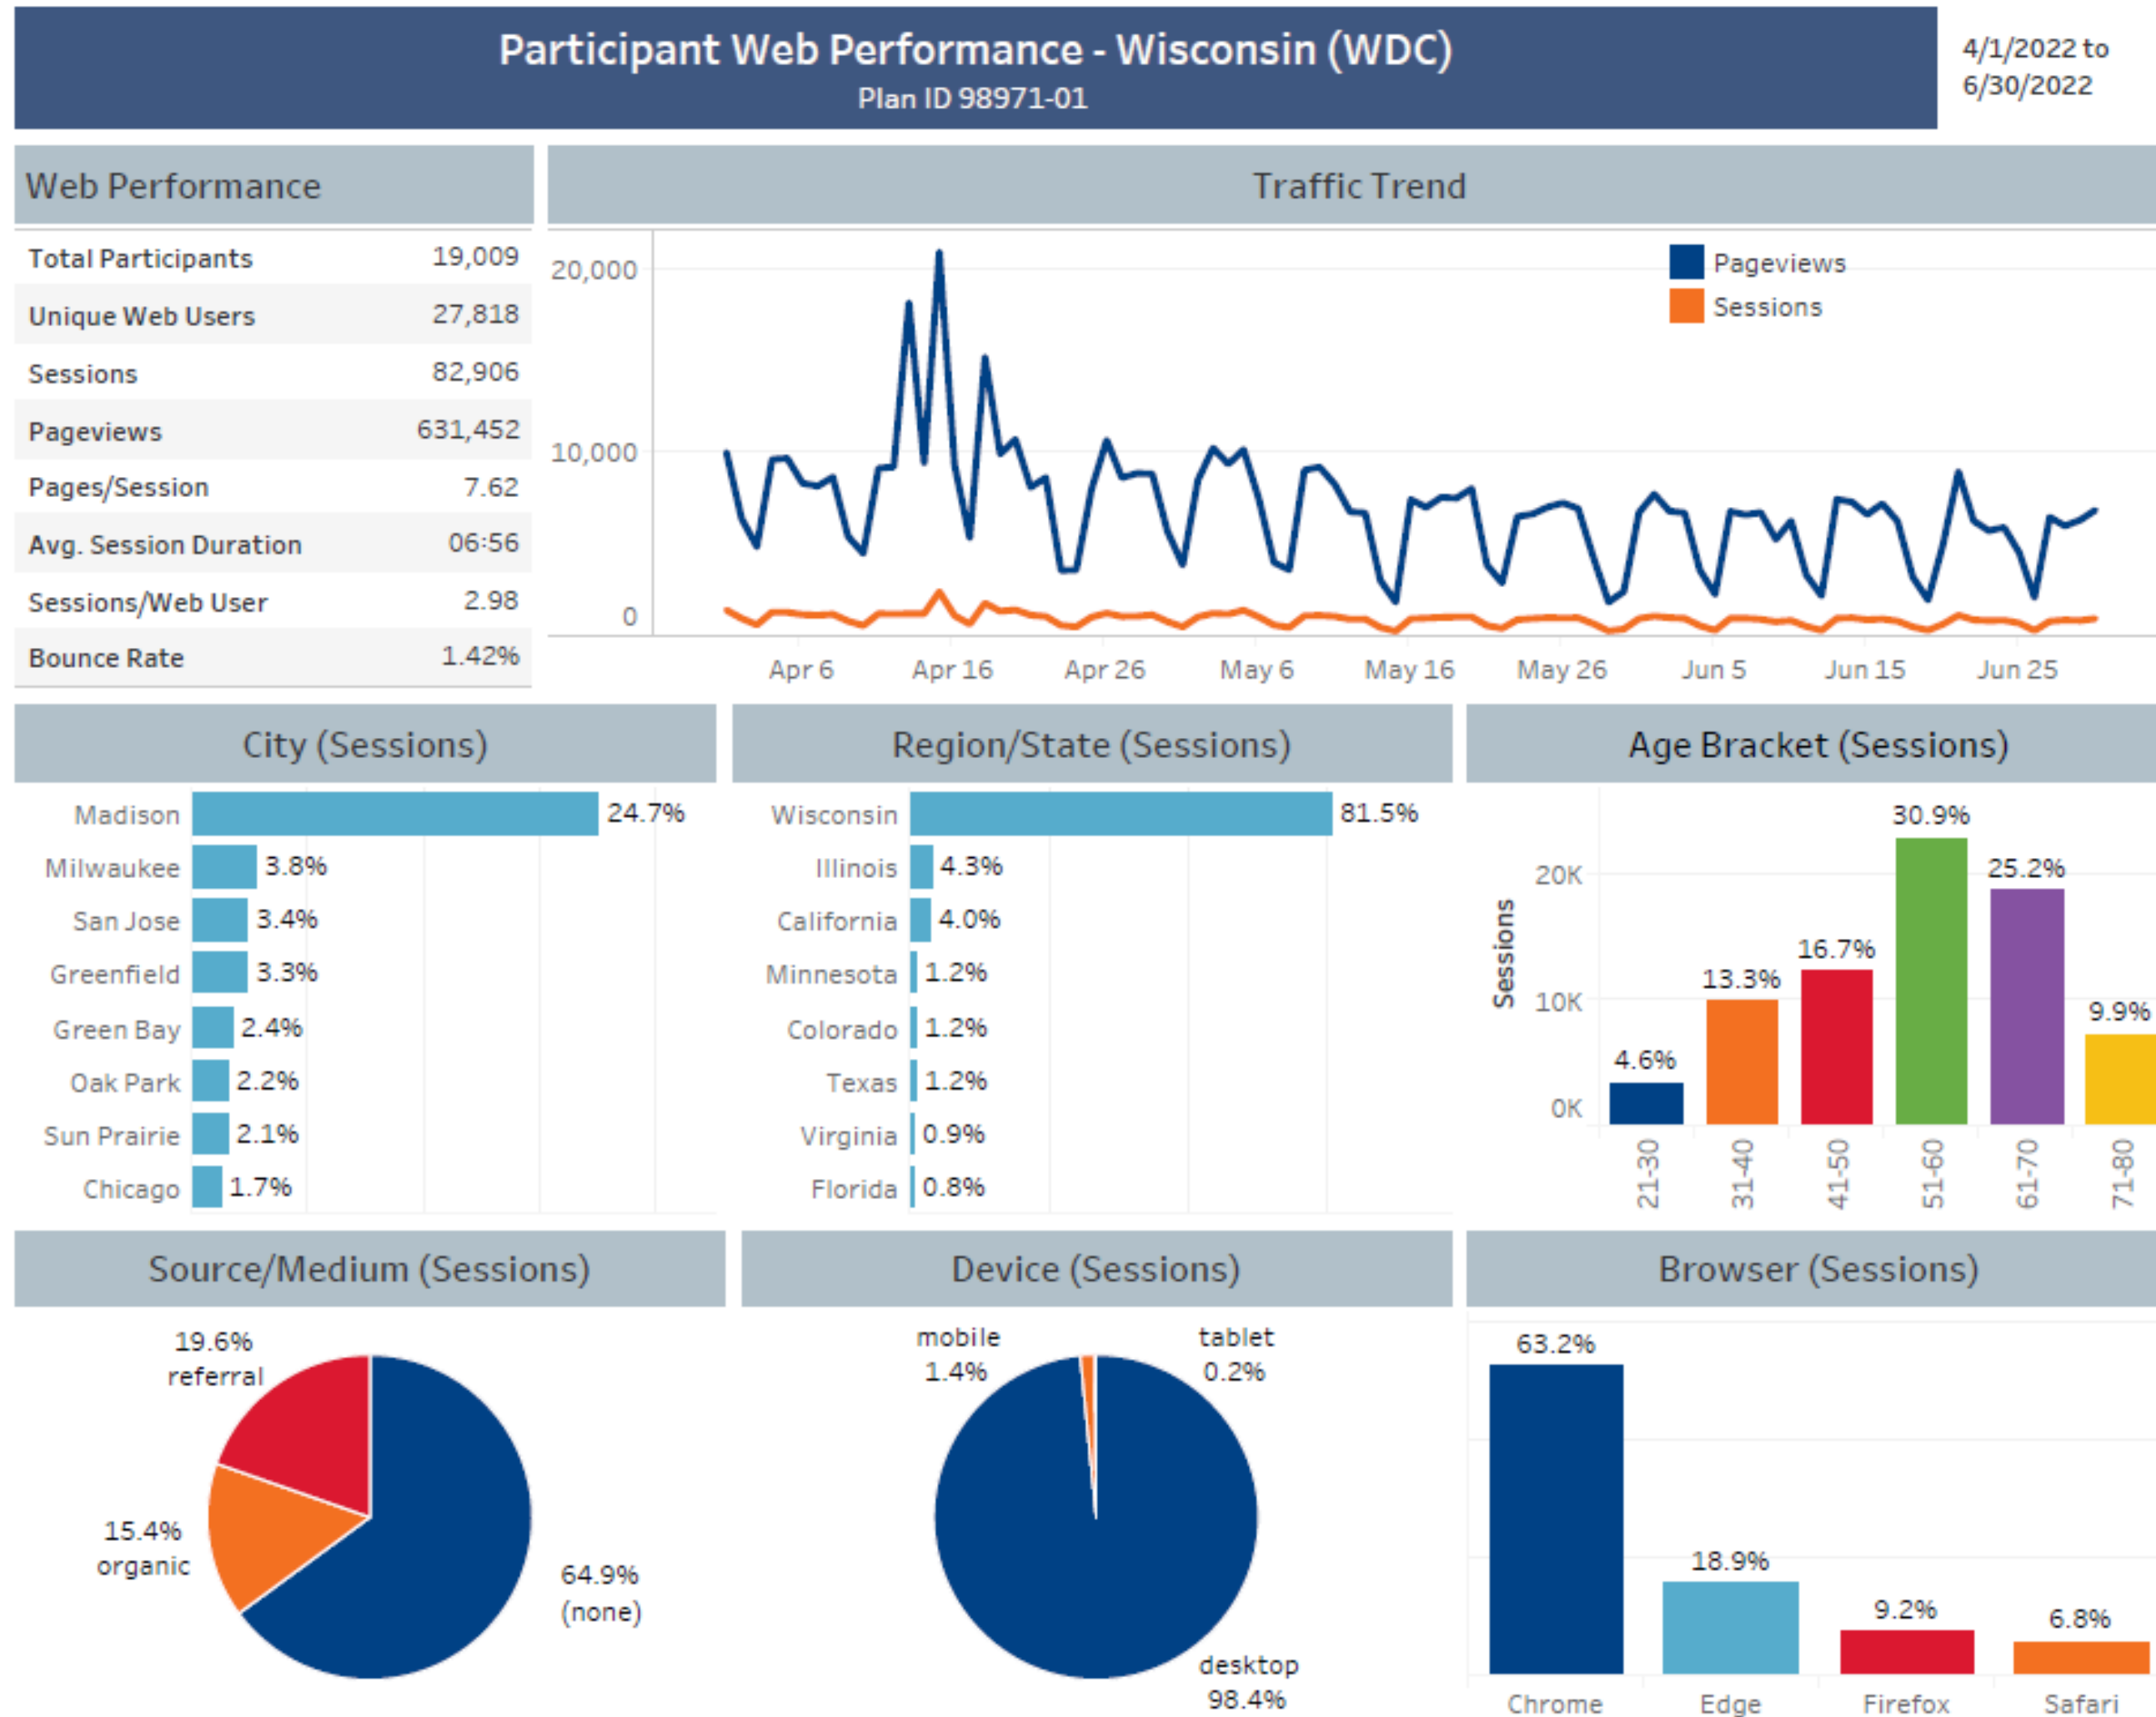 Participant Web Performance - Wisconsin (WDC)
Plan ID 98971-01
4/1/2022 to
6/30/2022
Web Performance
Total Participants 19,009
Unique Web Users 27,818
Sessions 82,906
Pageviews 631,452
Pages/Session 7.62
Avg. Session Duration 06:56
Sessions/Web User 2.98
Bounce Rate 1.42%
Traffic Trend
20,000
10,000
0
Pageviews
Sessions
Apr 6 Apr 16 Apr 26 May 6 May 16 May 26 Jun 5 Jun 15 Jun 25
City (Sessions)
Madison 24.7%
Milwaukee 3.8%
San Jose 3.4%
Greenfield 3.3%
Green Bay 2.4%
Oak Park 2.2%
Sun Prairie 2.1%
Chicago 1.7%
Region/State (Sessions)
Wisconsin 81.5%
Illinois 4.3%
California 4.0%
Minnesota 1.2%
Colorado 1.2%
Texas 1.2%
Virginia 0.9%
Florida 0.8%
Age Bracket (Sessions)
Sessions
20K
10K
0K
4.6%
13.3%
16.7%
30.9%
25.2%
9.9%
21-30
31-40
41-50
51-60
61-70
71-80
Source/Medium (Sessions)
19.6%
referral
15.4%
organic
64.9%
(none)
Device (Sessions)
mobile
1.4%
tablet
0.2%
desktop
98.4%
Browser (Sessions)
63.2%
18.9%
9.2%
6.8%
Chrome Edge Firefox Safari